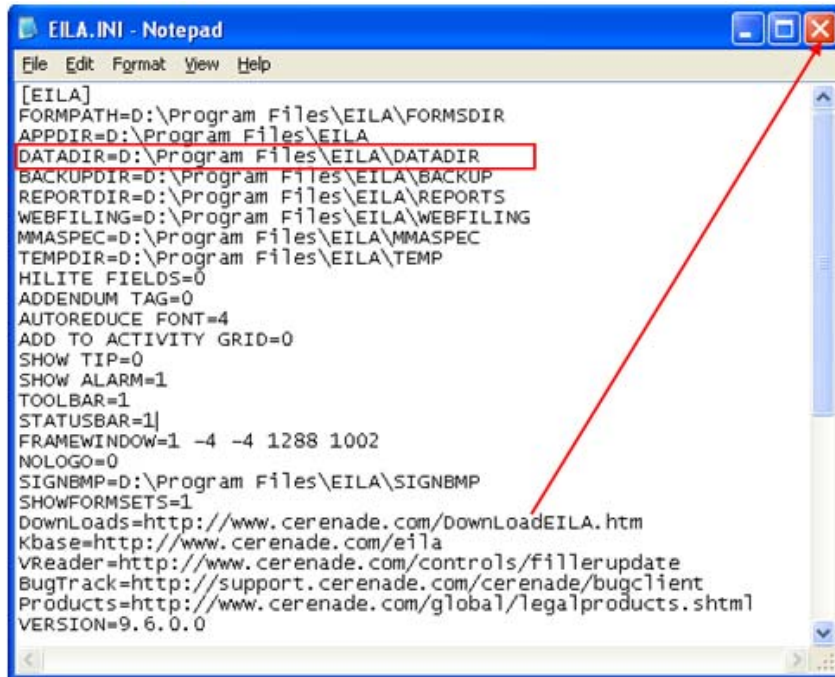 EILA.INI - Notepad
File Edit Format View Help
[EILA]
FORMPATH=D:\Program Files\EILA\FORMSDIR
APPDIR=D:\Program Files\EILA
DATADIR=D:\Program Files\EILA\DATADIR
BACKUPDIR=D:\Program Files\EILA\BACKUP
REPORTDIR=D:\Program Files\EILA\REPORTS
WEBFILING=D:\Program Files\EILA\WEBFILING
MMASPEC=D:\Program Files\EILA\MMASPEC
TEMPDIR=D:\Program Files\EILA\TEMP
HILITE FIELDS=0
ADDENDUM TAG=0
AUTOREDUCE FONT=4
ADD TO ACTIVITY GRID=0
SHOW TIP=0
SHOW ALARM=1
TOOLBAR=1
STATUSBAR=1
FRAMEWINDOW=1 -4 -4 1288 1002
NOLOGO=0
SIGNBMP=D:\Program Files\EILA\SIGNBMP
SHOWFORMSETS=1
DownLoads=http://www.cerenade.com/DownLoadEILA.htm
Kbase=http://www.cerenade.com/eila
VReader=http://www.cerenade.com/controls/fillerupdate
BugTrack=http://support.cerenade.com/cerenade/bugclient
Products=http://www.cerenade.com/global/legalproducts.shtml
VERSION=9.6.0.0